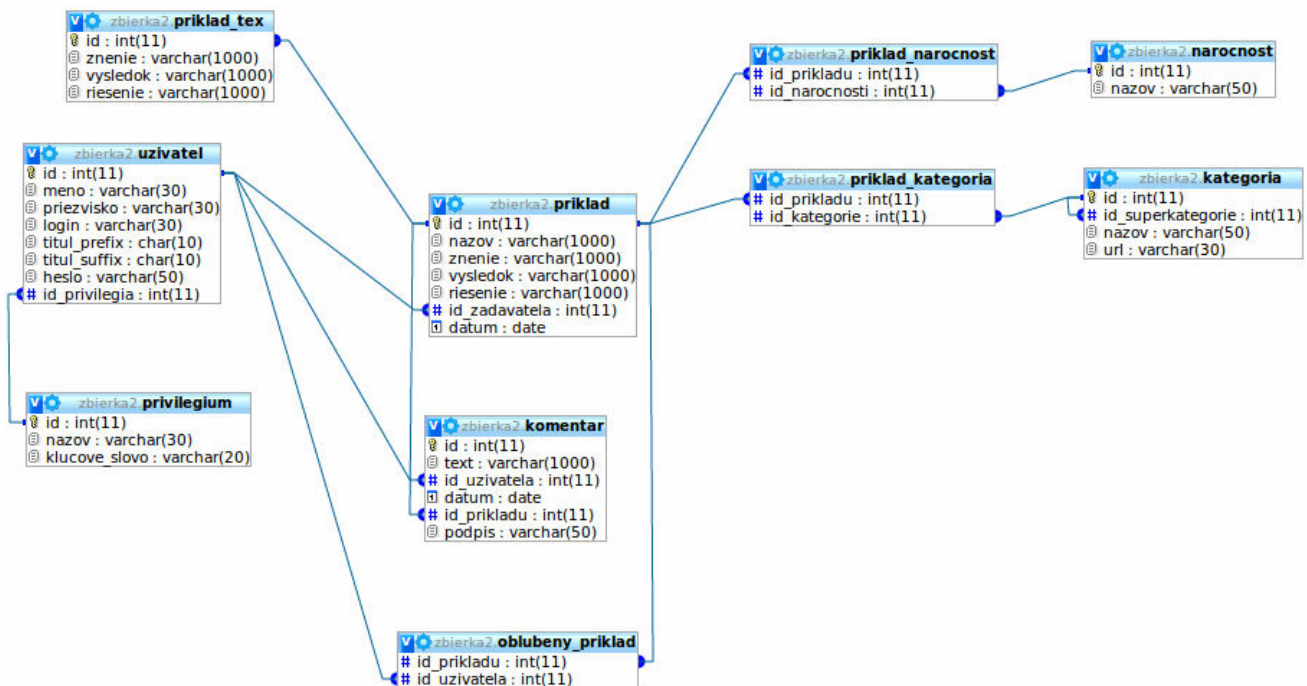 zbierka2.priklad_tex
id : int(11)
znenie : varchar(1000)
vysledok : varchar(1000)
riesenie : varchar(1000)
zbierka2.uzivatel
id : int(11)
meno : varchar(30)
priezvisko : varchar(30)
login : varchar(30)
titul_prefix : char(10)
titul_suffix : char(10)
heslo : varchar(50)
# id_privilegia : int(11)
zbierka2.privilegium
id : int(11)
nazov : varchar(30)
klucove_slovo : varchar(20)
zbierka2.priklad
id : int(11)
nazov : varchar(1000)
znenie : varchar(1000)
vysledok : varchar(1000)
riesenie : varchar(1000)
# id_zadavatela : int(11)
datum : date
zbierka2.komentar
id : int(11)
text : varchar(1000)
# id_uzivatela : int(11)
datum : date
# id_prikladu : int(11)
podpis : varchar(50)
zbierka2.oblubeny_priklad
# id_prikladu : int(11)
# id_uzivatela : int(11)
zbierka2.priklad_narocnost
# id_prikladu : int(11)
# id_narocnosti : int(11)
zbierka2.narocnost
id : int(11)
nazov : varchar(50)
zbierka2.priklad_kategoria
# id_prikladu : int(11)
# id_kategorie : int(11)
zbierka2.kategoria
id : int(11)
# id_superkategorie : int(11)
nazov : varchar(50)
url : varchar(30)